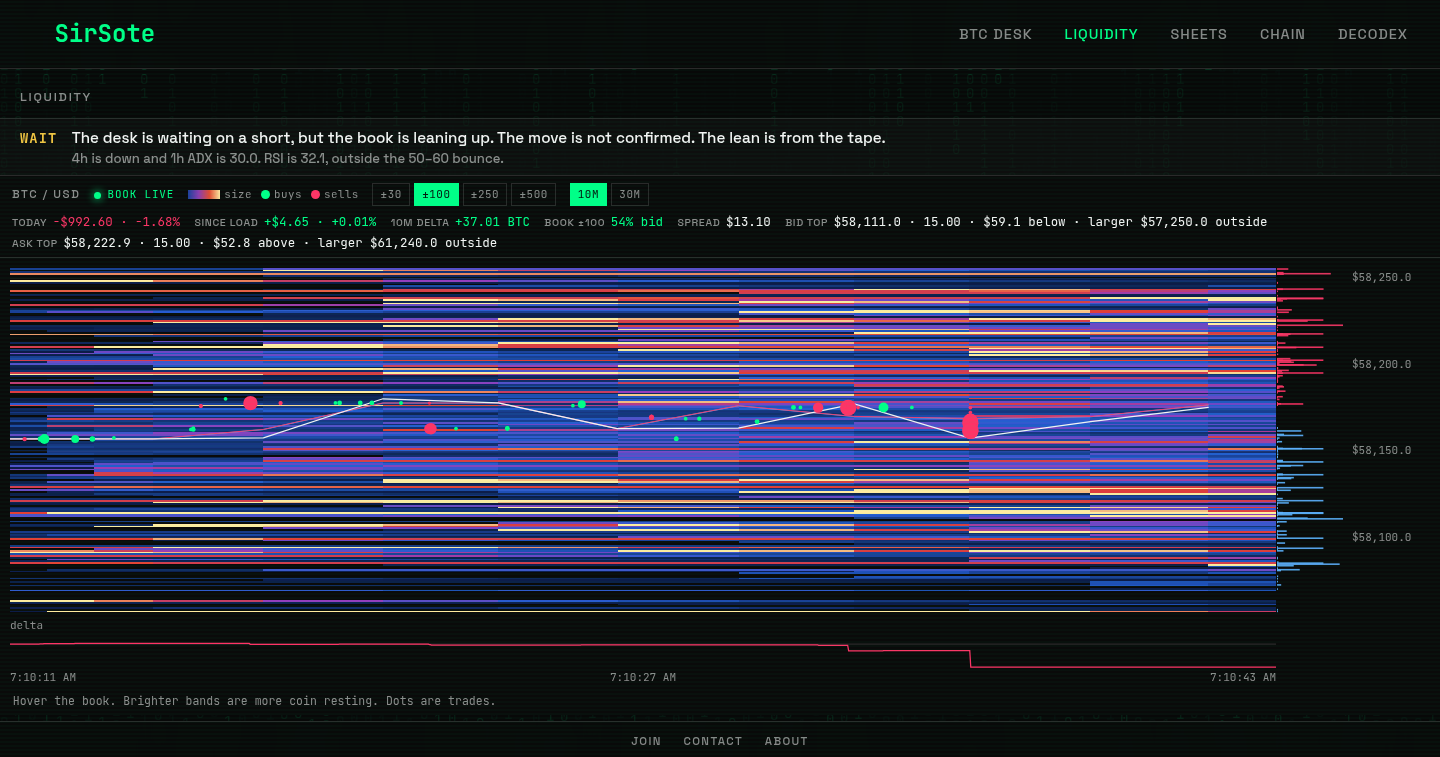 SirSote
BTC DESK LIQUIDITY SHEETS CHAIN DECODEX
LIQUIDITY
WAIT The desk is waiting on a short, but the book is leaning up. The move is not confirmed. The lean is from the tape.
4h is down and 1h ADX is 30.0. RSI is 32.1, outside the 50–60 bounce.
BTC / USD BOOK LIVE size buys sells ±30 ±100 ±250 ±500 10M 30M
TODAY -$992.60 · -1.68% SINCE LOAD +$4.65 · +0.01% 10M DELTA +37.01 BTC BOOK ±100 54% bid SPREAD $13.10 BID TOP $58,111.0 · 15.00 · $59.1 below · larger $57,250.0 outside
ASK TOP $58,222.9 · 15.00 · $52.8 above · larger $61,240.0 outside
$58,250.0
$58,200.0
$58,150.0
$58,100.0
delta
7:10:11 AM 7:10:27 AM 7:10:43 AM
Hover the book. Brighter bands are more coin resting. Dots are trades.
JOIN CONTACT ABOUT